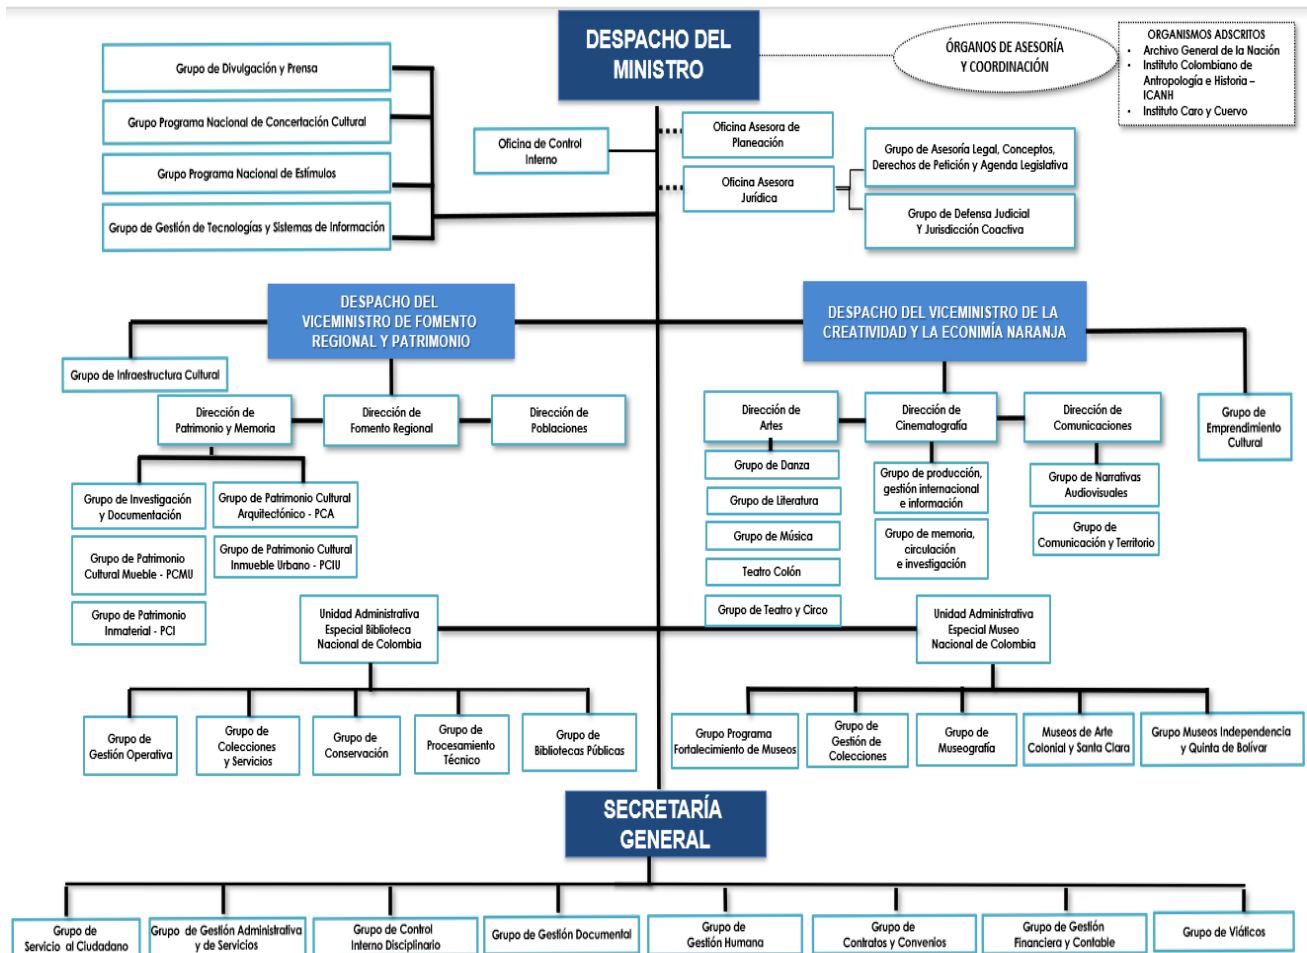 DESPACHO DEL
MINISTRO
ÓRGANOS DE ASESORÍA
Y COORDINACIÓN
ORGANISMOS ADSCRITOS
• Archivo General de la Nación
• Instituto Colombiano de
Antropología e Historia –
ICANH
• Instituto Caro y Cuervo
Grupo de Divulgación y Prensa
Grupo Programa Nacional de Concertación Cultural
Grupo Programa Nacional de Estímulos
Grupo de Gestión de Tecnologías y Sistemas de Información
Oficina de Control
Interno
Oficina Asesora de
Planeación
Oficina Asesora
Jurídica
Grupo de Asesoría Legal, Conceptos,
Derechos de Petición y Agenda Legislativa
Grupo de Defensa Judicial
Y Jurisdicción Coactiva
DESPACHO DEL
VICEMINISTRO DE FOMENTO
REGIONAL Y PATRIMONIO
DESPACHO DEL VICEMINISTRO DE LA
CREATIVIDAD Y LA ECONIMÍA NARANJA
Grupo de Infraestructura Cultural
Dirección de
Patrimonio y Memoria
Dirección de
Fomento Regional
Dirección de
Poblaciones
Dirección de
Artes
Dirección de
Cinematografía
Dirección de
Comunicaciones
Grupo de
Emprendimiento
Cultural
Grupo de Investigación
y Documentación
Grupo de Patrimonio Cultural
Arquitectónico - PCA
Grupo de Patrimonio
Cultural Mueble - PCMU
Grupo de Patrimonio Cultural
Inmueble Urbano - PCIU
Grupo de Patrimonio
Inmaterial - PCI
Grupo de Danza
Grupo de Literatura
Grupo de Música
Teatro Colón
Grupo de Teatro y Circo
Grupo de producción,
gestión internacional
e información
Grupo de memoria,
circulación
e investigación
Grupo de Narrativas
Audiovisuales
Grupo de
Comunicación y Territorio
Unidad Administrativa
Especial Biblioteca
Nacional de Colombia
Unidad Administrativa
Especial Museo
Nacional de Colombia
Grupo de
Gestión Operativa
Grupo de
Colecciones
y Servicios
Grupo de
Conservación
Grupo de
Procesamiento
Técnico
Grupo de
Bibliotecas Públicas
Grupo Programa
Fortalecimiento de Museos
Grupo de
Gestión de
Colecciones
Grupo de
Museografía
Museos de Arte
Colonial y Santa Clara
Grupo Museos Independencia
y Quinta de Bolívar
SECRETARÍA
GENERAL
Grupo de
Servicio al Ciudadano
Grupo de Gestión Administrativa
y de Servicios
Grupo de Control
Interno Disciplinario
Grupo de Gestión Documental
Grupo de
Gestión Humana
Grupo de
Contratos y Convenios
Grupo de Gestión
Financiera y Contable
Grupo de Viáticos